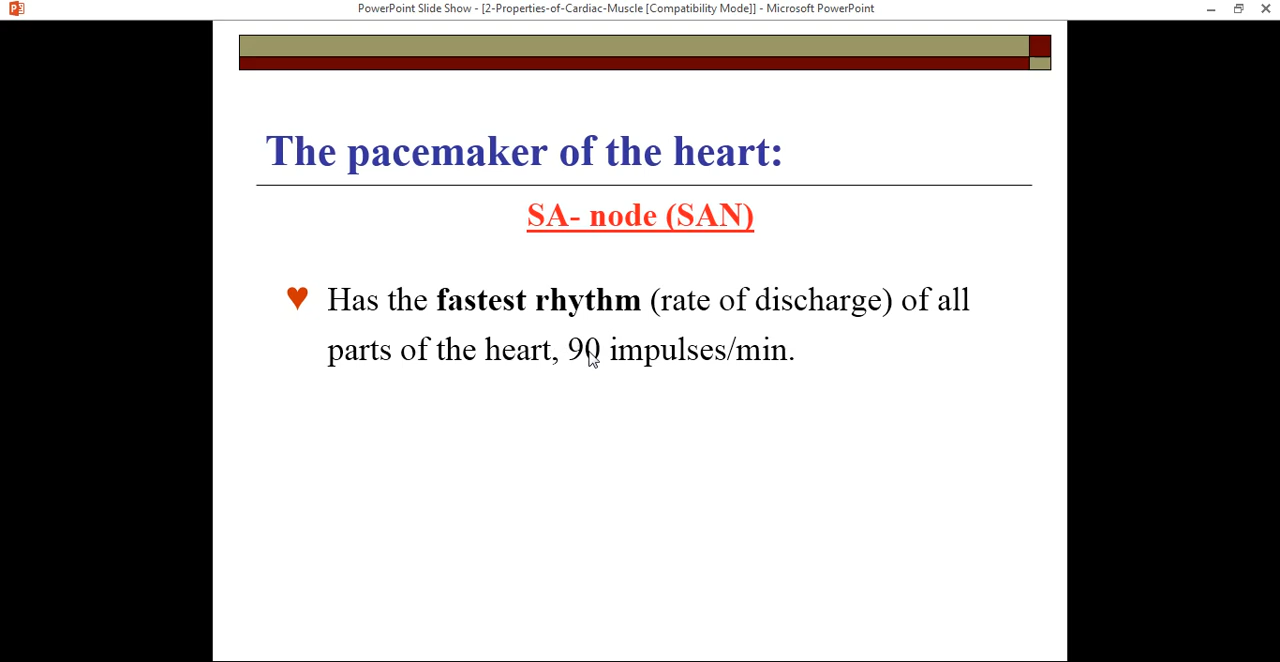 PowerPoint Slide Show - [2-Properties-of-Cardiac-Muscle [Compatibility Mode]] - Microsoft PowerPoint
The pacemaker of the heart:
SA- node (SAN)
♥ Has the fastest rhythm (rate of discharge) of all
parts of the heart, 90 impulses/min.